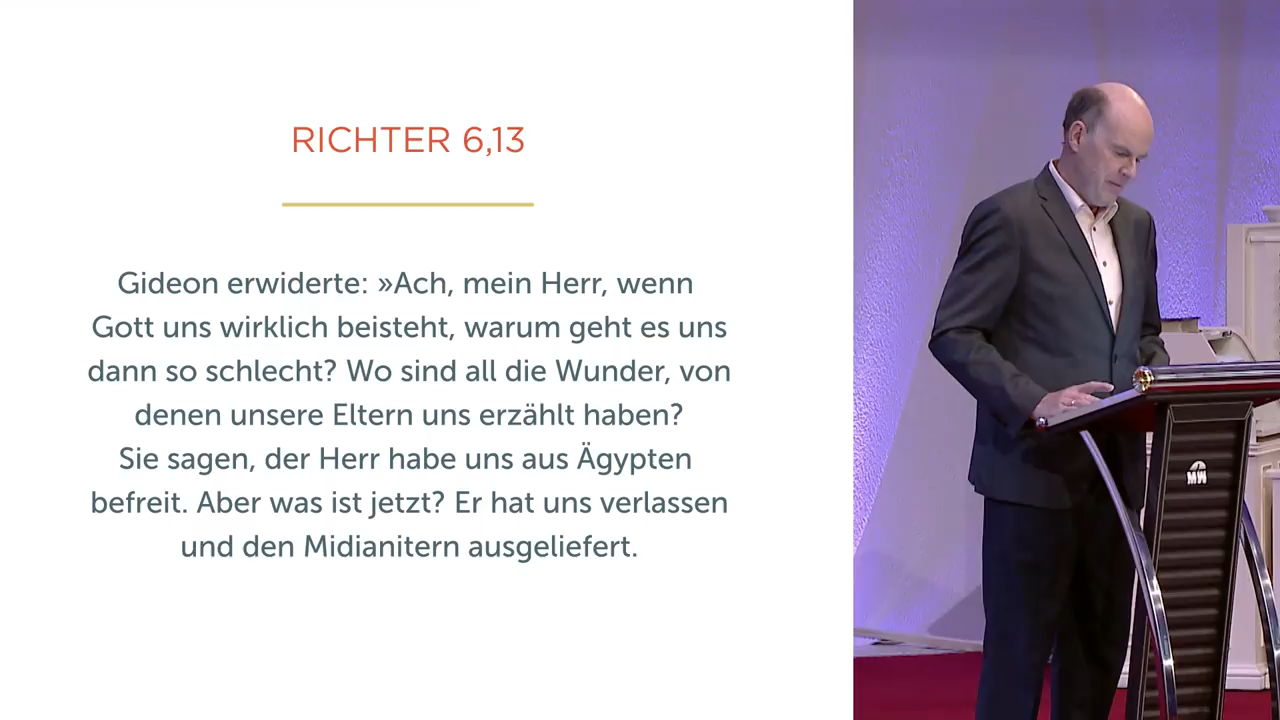 RICHTER 6,13
Gideon erwiderte: »Ach, mein Herr, wenn
Gott uns wirklich beisteht, warum geht es uns
dann so schlecht? Wo sind all die Wunder, von
denen unsere Eltern uns erzählt haben?
Sie sagen, der Herr habe uns aus Ägypten
befreit. Aber was ist jetzt? Er hat uns verlassen
und den Midianitern ausgeliefert.
MW